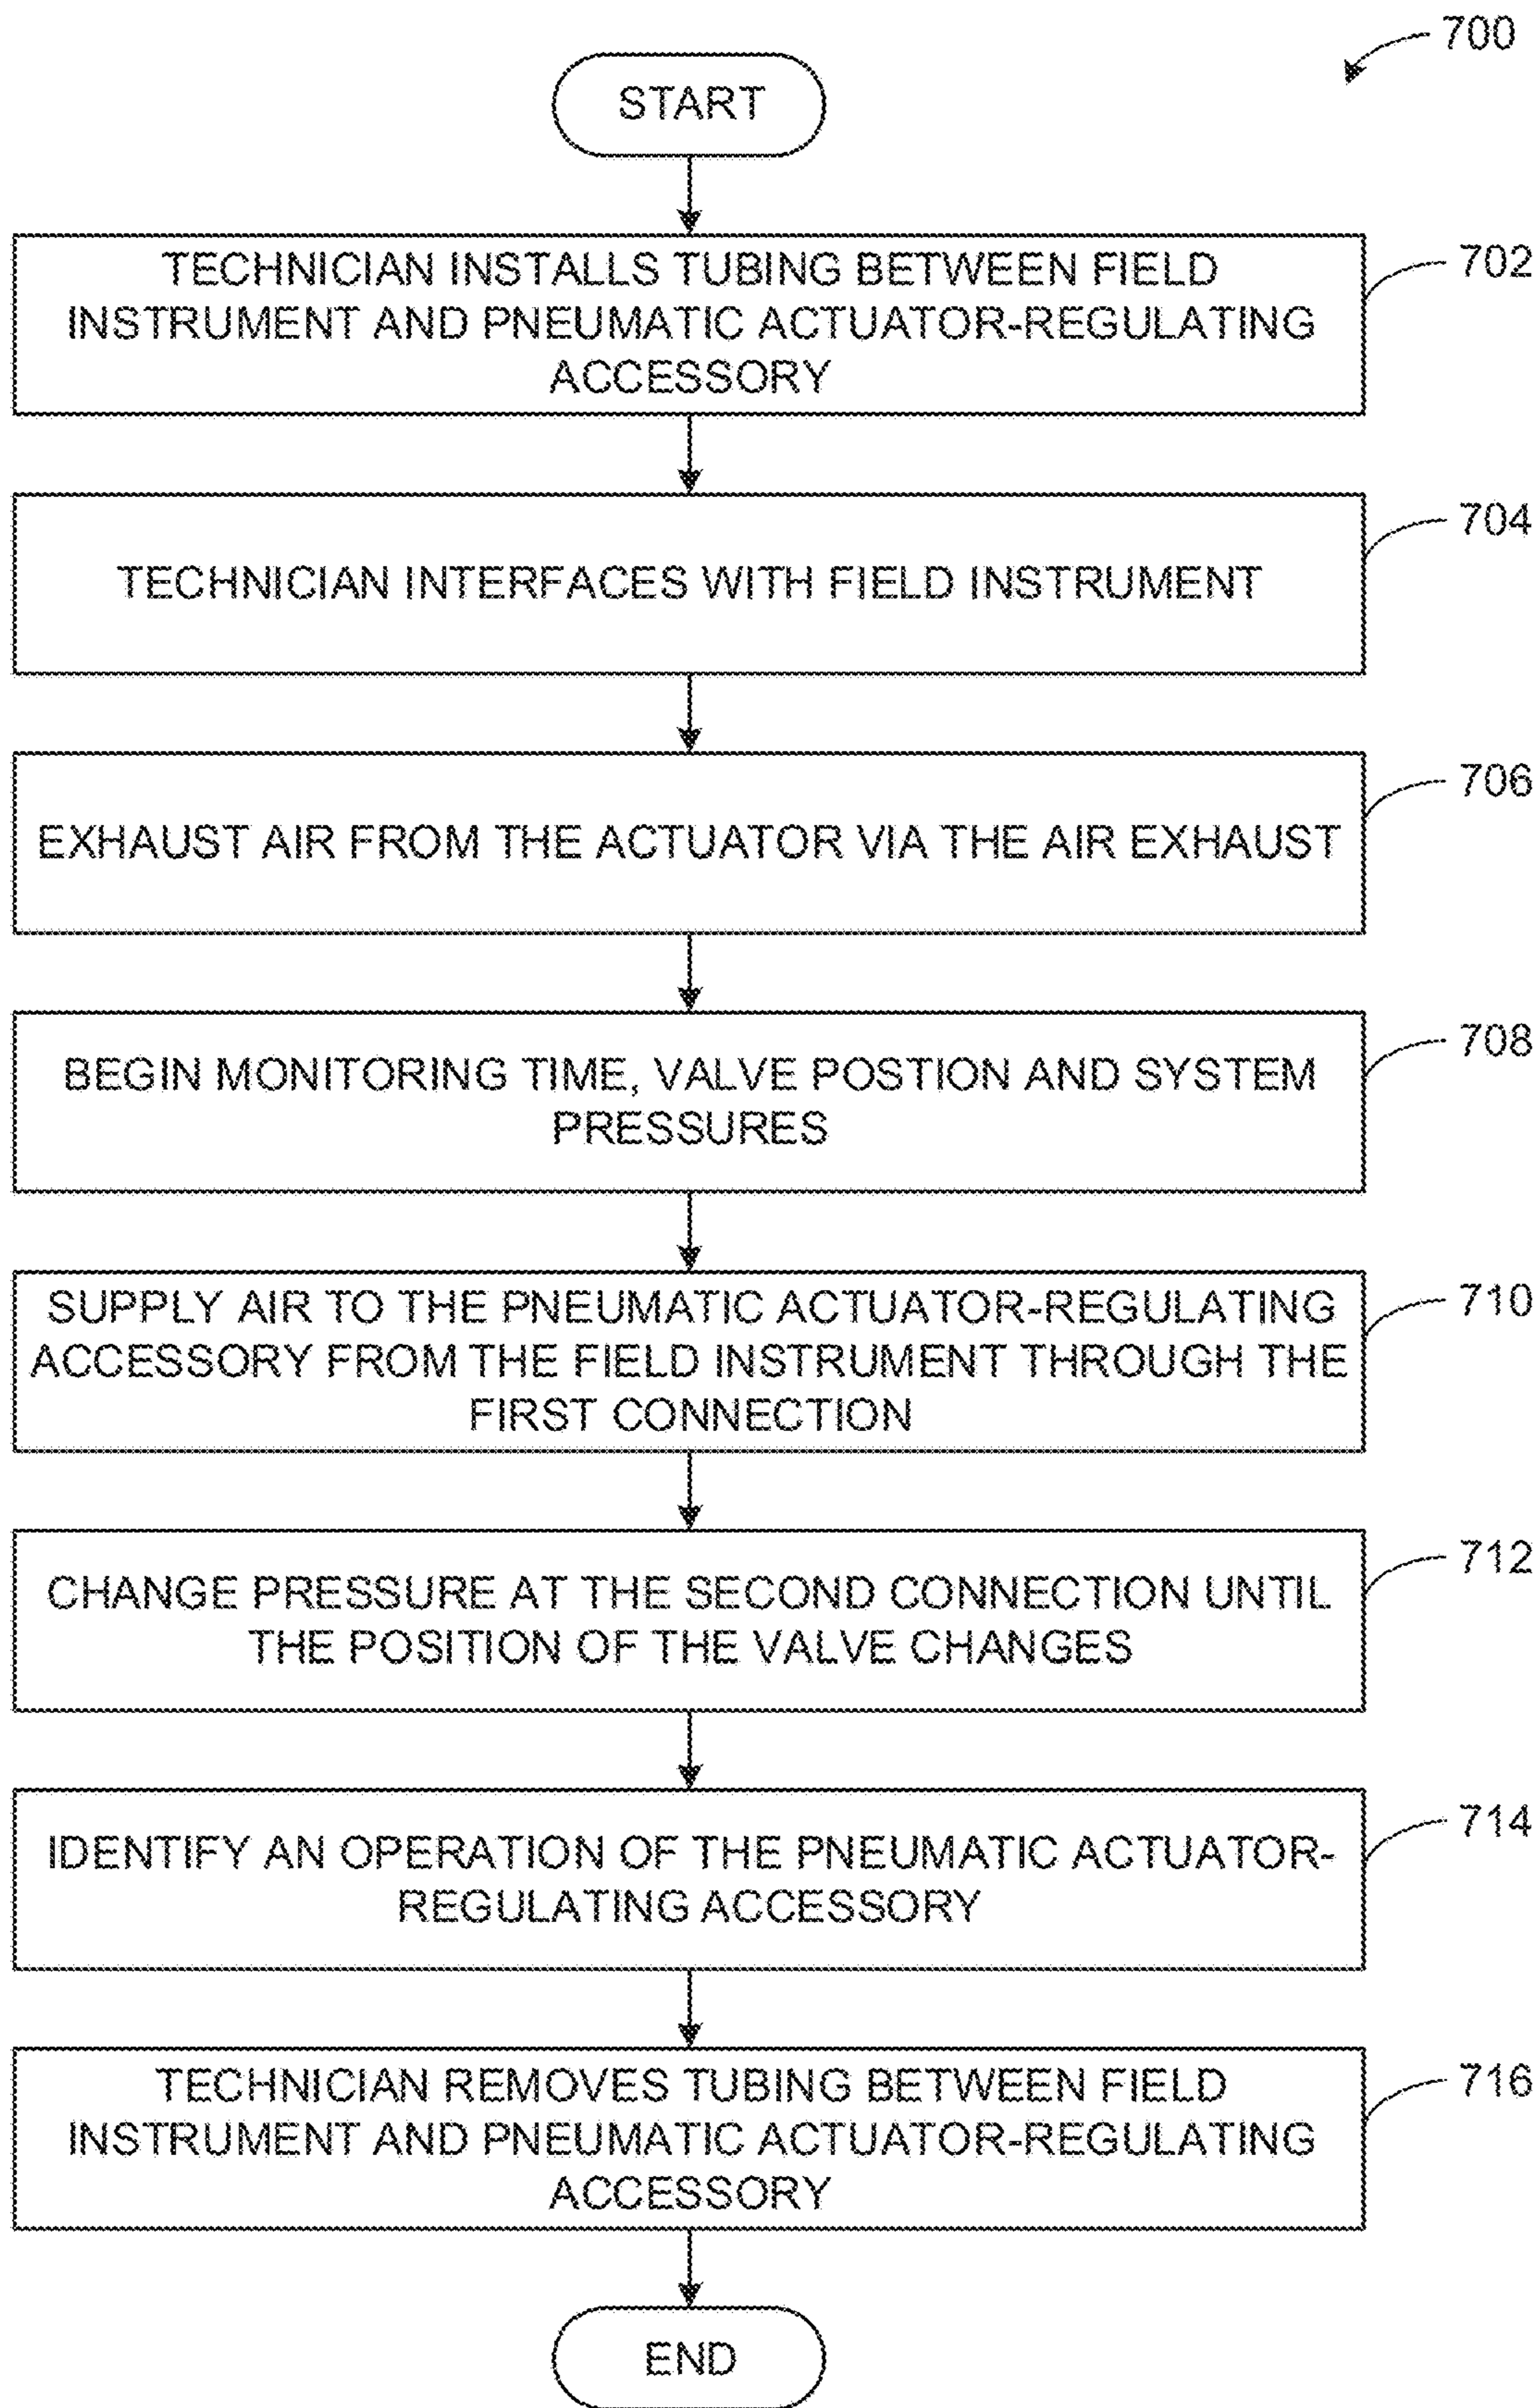 700
START
TECHNICIAN INSTALLS TUBING BETWEEN FIELD
INSTRUMENT AND PNEUMATIC ACTUATOR-REGULATING
ACCESSORY
702
TECHNICIAN INTERFACES WITH FIELD INSTRUMENT
704
EXHAUST AIR FROM THE ACTUATOR VIA THE AIR EXHAUST
706
BEGIN MONITORING TIME, VALVE POSTION AND SYSTEM
PRESSURES
708
SUPPLY AIR TO THE PNEUMATIC ACTUATOR-REGULATING
ACCESSORY FROM THE FIELD INSTRUMENT THROUGH THE
FIRST CONNECTION
710
CHANGE PRESSURE AT THE SECOND CONNECTION UNTIL
THE POSITION OF THE VALVE CHANGES
712
IDENTIFY AN OPERATION OF THE PNEUMATIC ACTUATOR-
REGULATING ACCESSORY
714
TECHNICIAN REMOVES TUBING BETWEEN FIELD
INSTRUMENT AND PNEUMATIC ACTUATOR-REGULATING
ACCESSORY
716
END